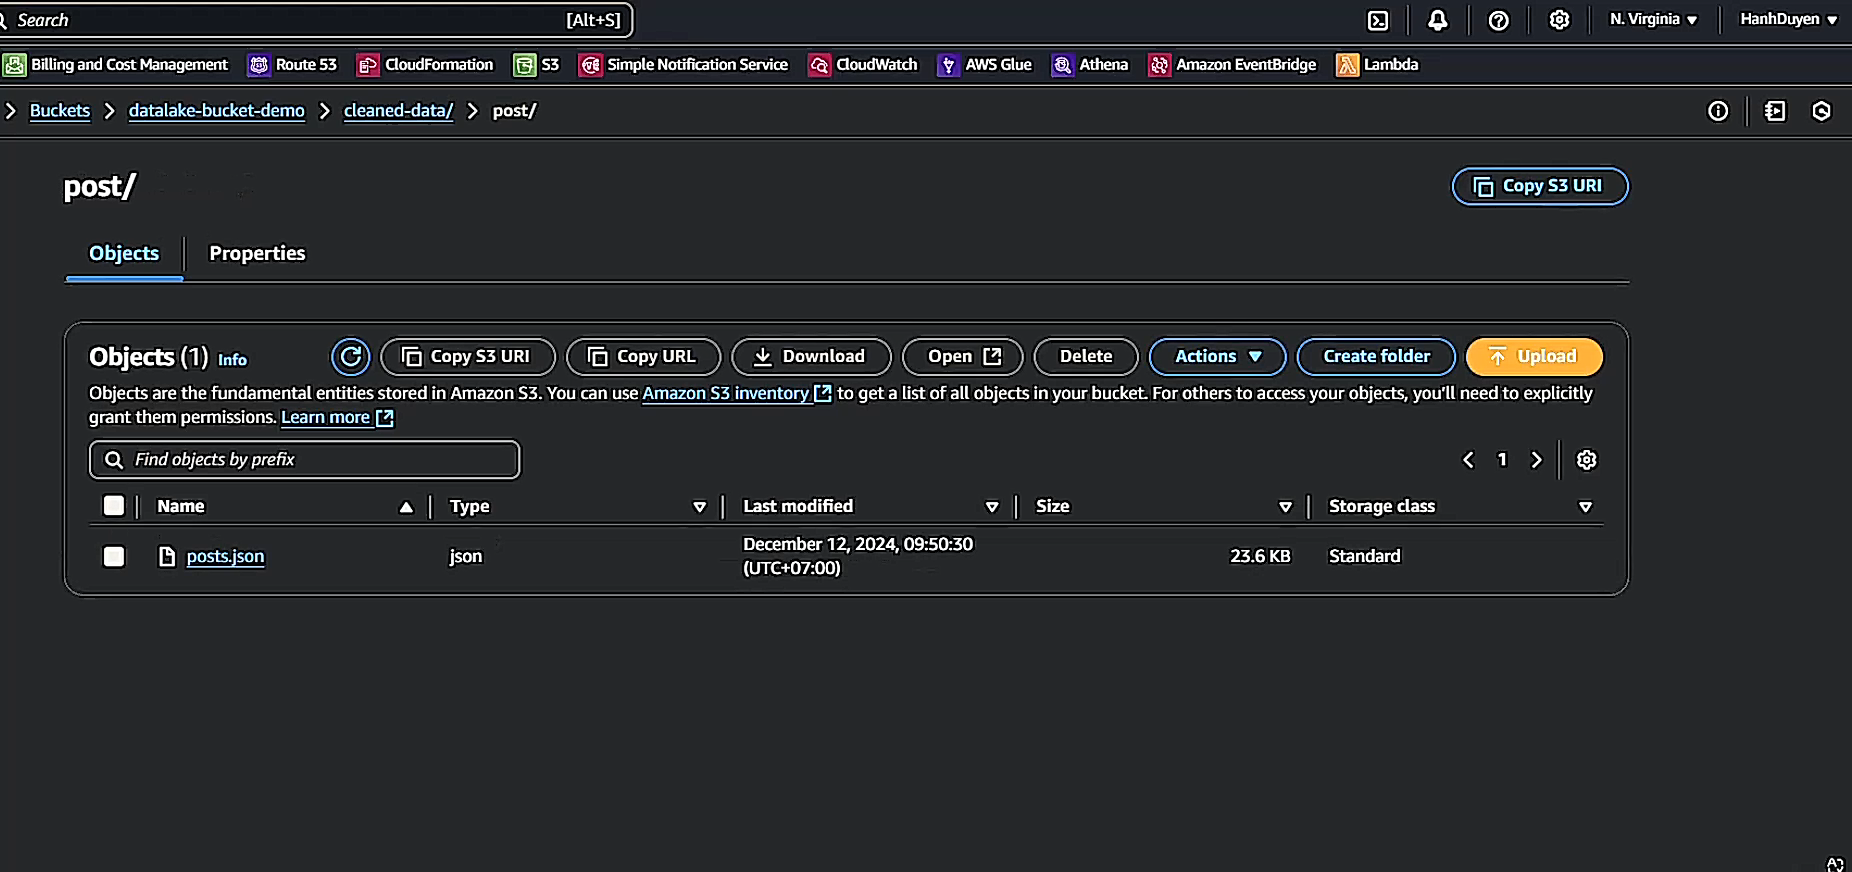 Search [Alt+S] N. Virginia HanhDuyen
Billing and Cost Management Route 53 CloudFormation S3 Simple Notification Service CloudWatch AWS Glue Athena Amazon EventBridge Lambda
Buckets datalake-bucket-demo cleaned-data/ post/
post/ Copy S3 URI
Objects Properties
Objects (1) Info Copy S3 URI Copy URL Download Open Delete Actions Create folder Upload
Objects are the fundamental entities stored in Amazon S3. You can use Amazon S3 inventory to get a list of all objects in your bucket. For others to access your objects, you'll need to explicitly
grant them permissions. Learn more
Find objects by prefix 1
Name Type Last modified Size Storage class
posts.json json December 12, 2024, 09:50:30 23.6 KB Standard
(UTC+07:00)